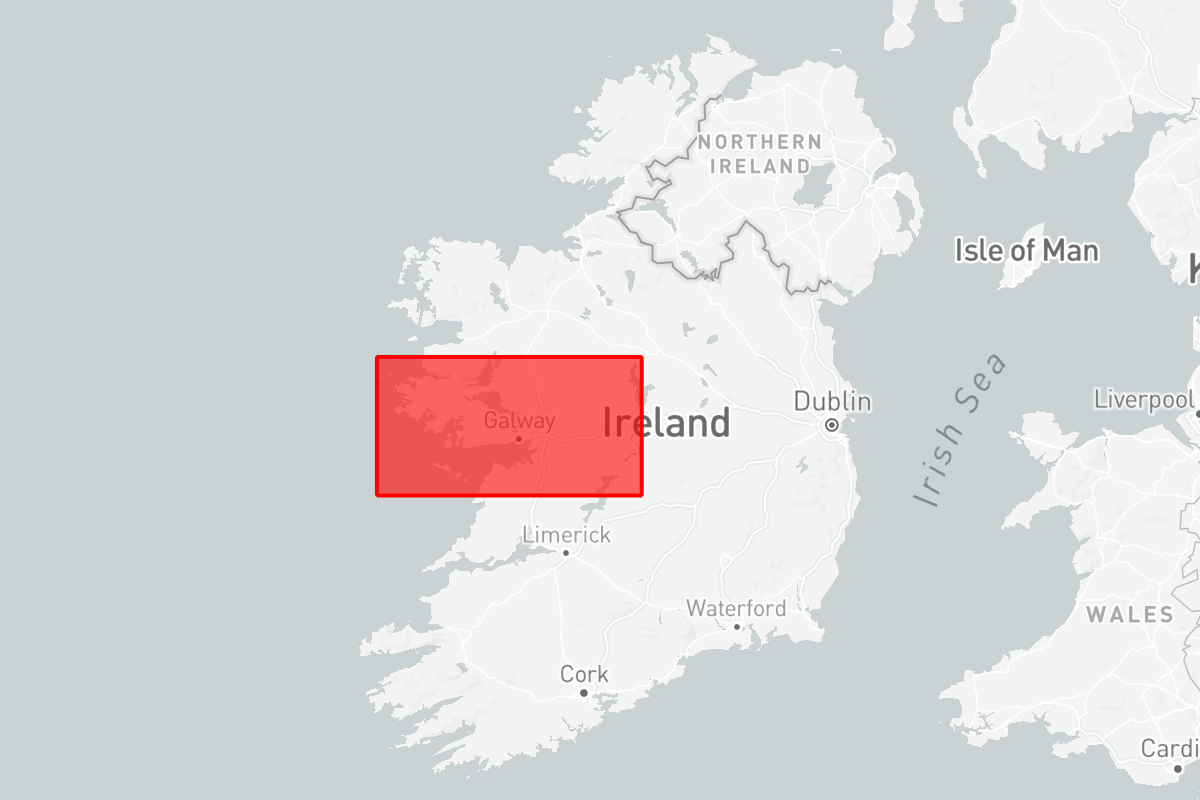 NORTHERN
IRELAND
Isle of Man
K
Irish Sea
Dublin
Liverpool
Galway
Ireland
Limerick
Waterford
WALES
Cork
Cardi